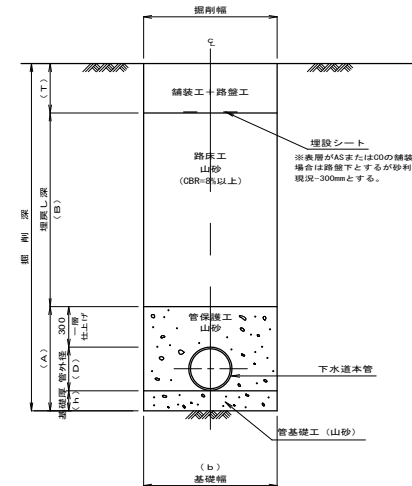 掘削幅
℄
(T)
舗装工+路盤工
埋設シート
※表層がASまたはCOの舗装
場合は路盤下とするが砂利
現況-300mmとする。
路床工
山砂
(CBR=8%以上)
掘削深
埋戻し深
(B)
300
一層
仕上げ
管保護工
山砂
(A)
管外径
(D)
下水道本管
基礎厚
(h)
管基礎工(山砂)
(b)
基礎幅